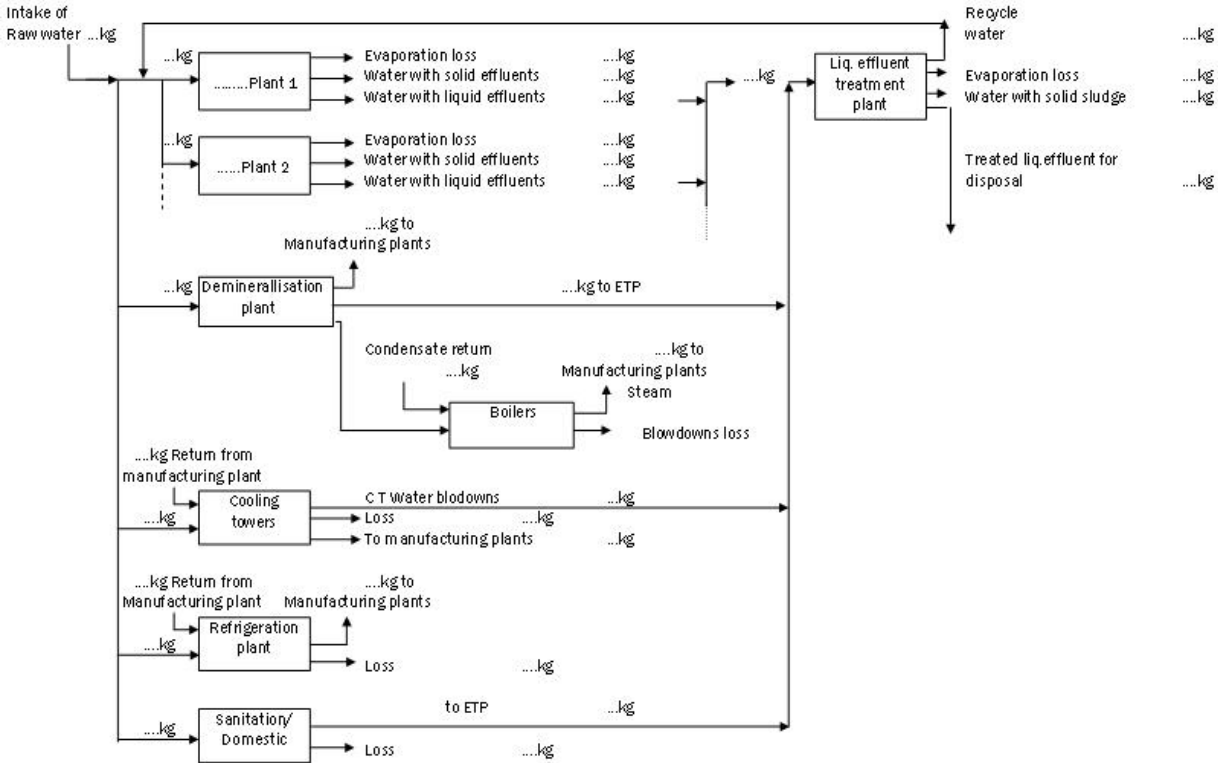 Intake of
Raw water ...kg
Recycle
water ....kg
...kg
.........Plant 1
Evaporation loss ...kg
Water with solid effluents ...kg
Water with liquid effluents ...kg
...kg
Liq. effluent
treatment
plant
Evaporation loss ...kg
Water with solid sludge ...kg
...kg
.......Plant 2
Evaporation loss ...kg
Water with solid effluents ...kg
Water with liquid effluents ...kg
Treated liq.effluent for
disposal ....kg
....kg to
Manufacturing plants
...kg
Deminerallisation
plant
....kg to ETP
Condensate return
....kg
....kg to
Manufacturing plants
Steam
Boilers
Blowdowns loss
....kg Return from
manufacturing plant
....kg
Cooling
towers
C T Water blodowns ...kg
Loss ....kg
To manufacturing plants ...kg
....kg Return from
Manufacturing plant
....kg to
Manufacturing plants
....kg
Refrigeration
plant
Loss ....kg
....kg
Sanitation/
Domestic
to ETP ...kg
Loss ....kg